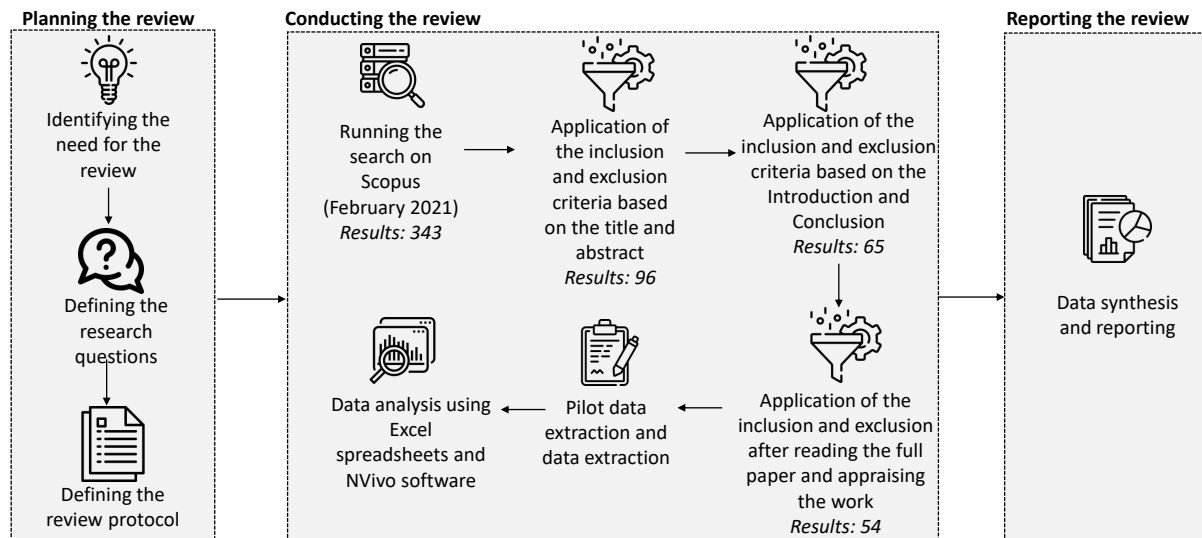 Planning the review
Identifying the
need for the
review
Defining the
research
questions
Defining the
review protocol
Conducting the review
Running the
search on
Scopus
(February 2021)
Results: 343
Application of
the inclusion
and exclusion
criteria based
on the title and
abstract
Results: 96
Application of the
inclusion and exclusion
criteria based on the
Introduction and
Conclusion
Results: 65
Application of the
inclusion and exclusion
after reading the full
paper and appraising
the work
Results: 54
Pilot data
extraction and
data extraction
Data analysis using
Excel
spreadsheets and
NVivo software
Reporting the review
Data synthesis
and reporting